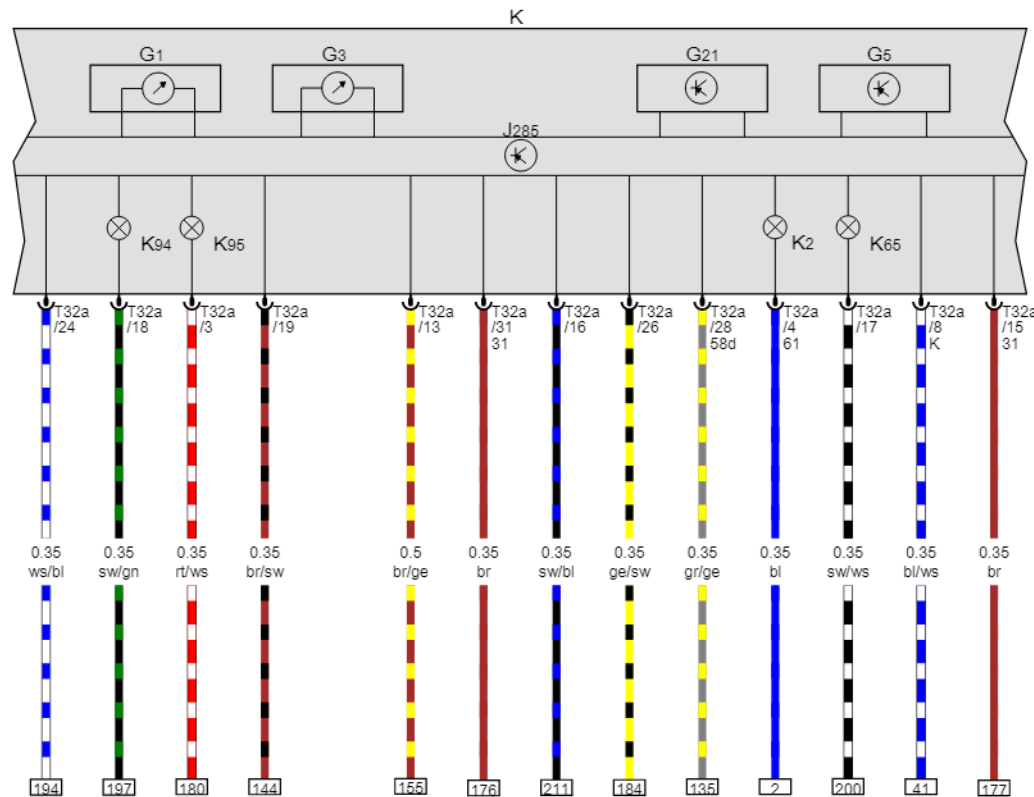 K
G1 G3 G21 G5
J285
K94 K95 K2 K65
T32a T32a T32a T32a T32a T32a T32a T32a T32a T32a T32a T32a T32a
/24 /18 /3 /19 /13 /31 /16 /26 /28 /4 /17 /8 /15
31 58d 61 K 31
0.35 0.35 0.35 0.35 0.5 0.35 0.35 0.35 0.35 0.35 0.35 0.35 0.35
ws/bl sw/gn rt/ws br/sw br/ge br sw/bl ge/sw gr/ge bl sw/ws bl/ws br
194 197 180 144 155 176 211 184 135 2 200 41 177